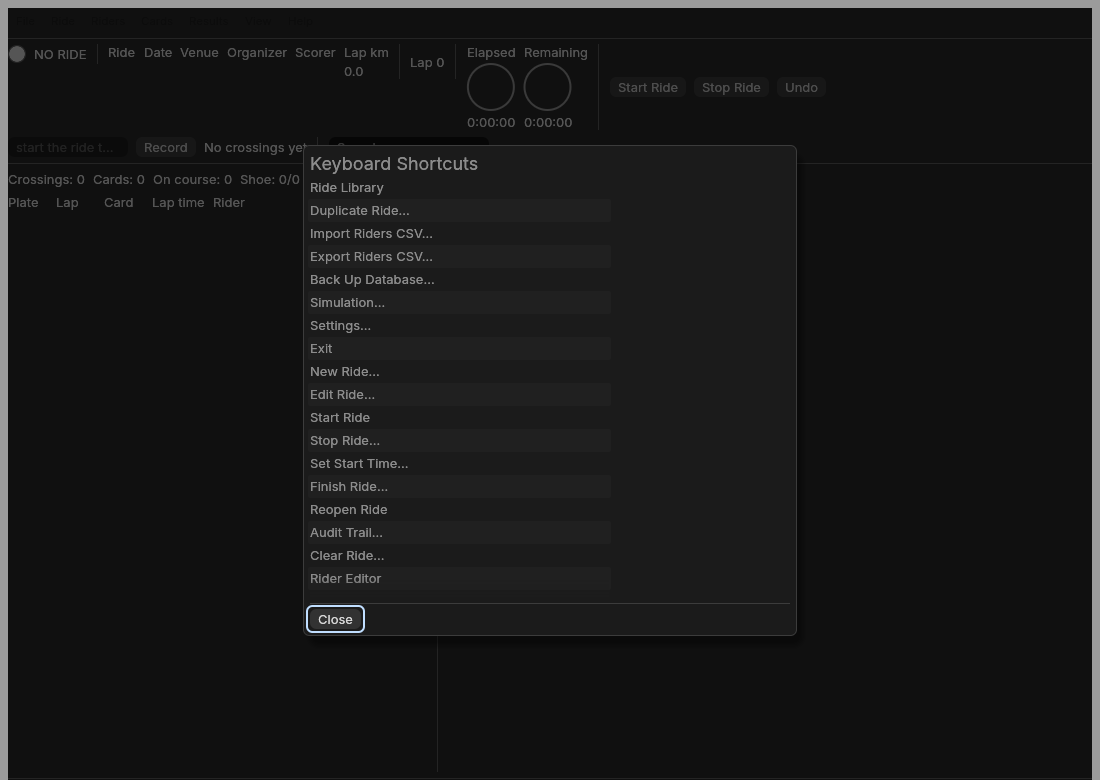 NO RIDE
Ride Date Venue Organizer Scorer Lap km
0.0
Lap 0
Elapsed Remaining
0:00:00 0:00:00
Start Ride Stop Ride Undo
start the ride t... Record No crossings yet
Crossings: 0 Cards: 0 On course: 0 Shoe: 0/0
Plate Lap Card Lap time Rider
Keyboard Shortcuts
Ride Library
Duplicate Ride...
Import Riders CSV...
Export Riders CSV...
Back Up Database...
Simulation...
Settings...
Exit
New Ride...
Edit Ride...
Start Ride
Stop Ride...
Set Start Time...
Finish Ride...
Reopen Ride
Audit Trail...
Clear Ride...
Rider Editor
Close